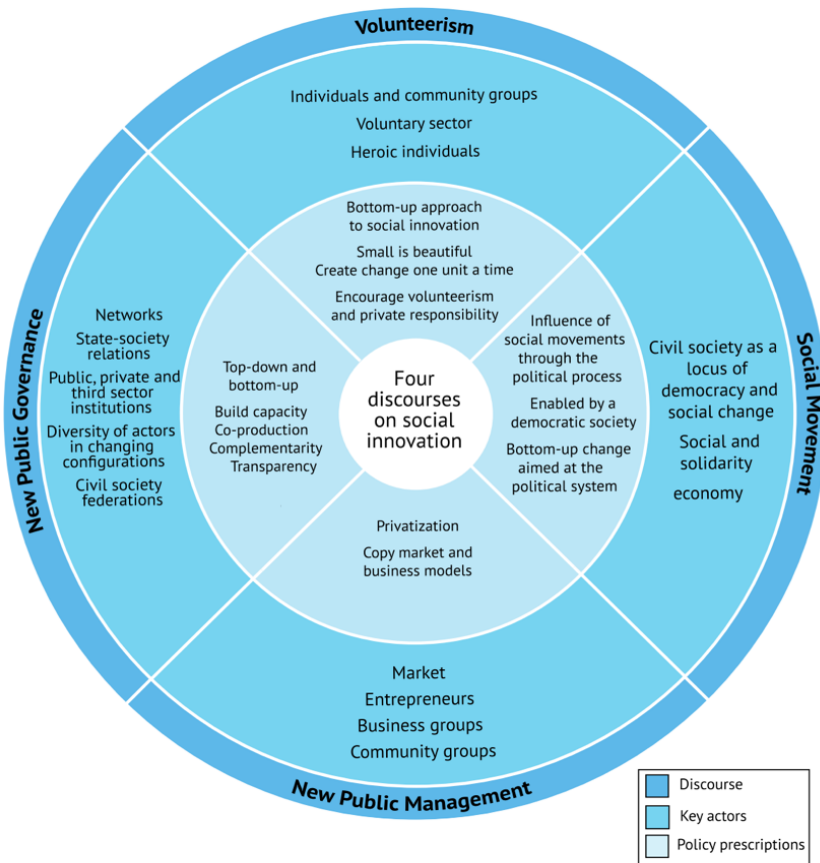 Volunteerism
Individuals and community groups
Voluntary sector
Heroic individuals
Bottom-up approach
to social innovation
Small is beautiful
Create change one unit a time
Encourage volunteerism
and private responsibility
New Public Governance
Networks
State-society
relations
Public, private and
third sector
institutions
Diversity of actors
in changing
configurations
Civil society
federations
Top-down and
bottom-up
Build capacity
Co-production
Complementarity
Transparency
Four
discourses
on social
innovation
Influence of
social movements
through the
political process
Enabled by a
democratic society
Bottom-up change
aimed at the
political system
Civil society as a
locus of
democracy and
social change
Social and
solidarity
economy
Social Movement
Privatization
Copy market and
business models
Market
Entrepreneurs
Business groups
Community groups
New Public Management
Discourse
Key actors
Policy prescriptions